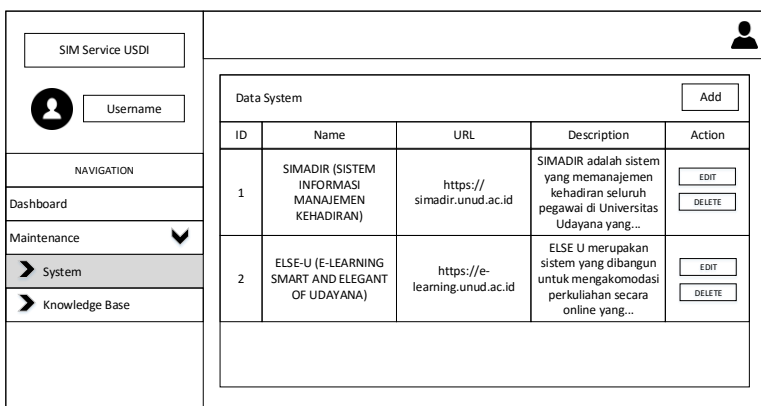 SIM Service USDI
Username
NAVIGATION
Dashboard
Maintenance
System
Knowledge Base
Data System
Add
ID Name URL Description Action
1
SIMADIR (SISTEM
INFORMASI
MANAJEMEN
KEHADIRAN)
https://
simadir.unud.ac.id
SIMADIR adalah sistem
yang memanajemen
kehadiran seluruh
pegawai di Universitas
Udayana yang...
EDIT
DELETE
2
ELSE-U (E-LEARNING
SMART AND ELEGANT
OF UDAYANA)
https://e-
learning.unud.ac.id
ELSE U merupakan
sistem yang dibangun
untuk mengakomodasi
perkuliahan secara
online yang...
EDIT
DELETE